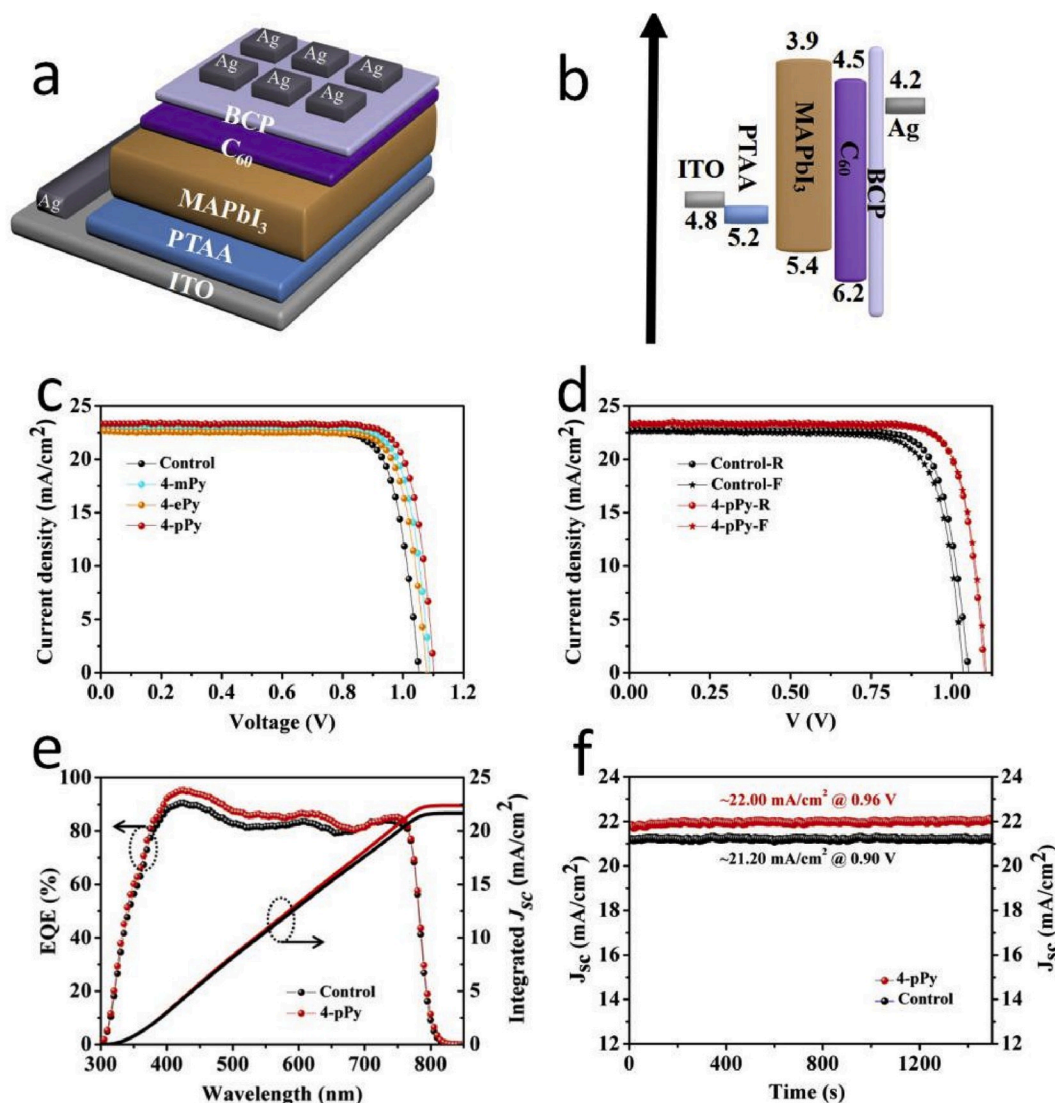 a
Ag
Ag
Ag
Ag
Ag
Ag
BCP
C₆₀
Ag
MAPbI₃
PTAA
ITO
b
3.9
4.5
4.2
Ag
MAPbI₃
C₆₀
BCP
PTAA
ITO
4.8
5.2
5.4
6.2
c
Current density (mA/cm²)
25
20
15
10
5
0
Control
4-mPy
4-ePy
4-pPy
0.0 0.2 0.4 0.6 0.8 1.0 1.2
Voltage (V)
d
Current density (mA/cm²)
25
20
15
10
5
0
Control-R
Control-F
4-pPy-R
4-pPy-F
0.00 0.25 0.50 0.75 1.00
V (V)
e
EQE (%)
100
80
60
40
20
0
Control
4-pPy
25
20
15
10
5
0
Integrated J_SC (mA/cm²)
300 400 500 600 700 800
Wavelength (nm)
f
J_SC (mA/cm²)
24
22
20
18
16
14
12
~22.00 mA/cm² @ 0.96 V
~21.20 mA/cm² @ 0.90 V
4-pPy
Control
24
22
20
18
16
14
12
J_SC (mA/cm²)
0 400 800 1200
Time (s)